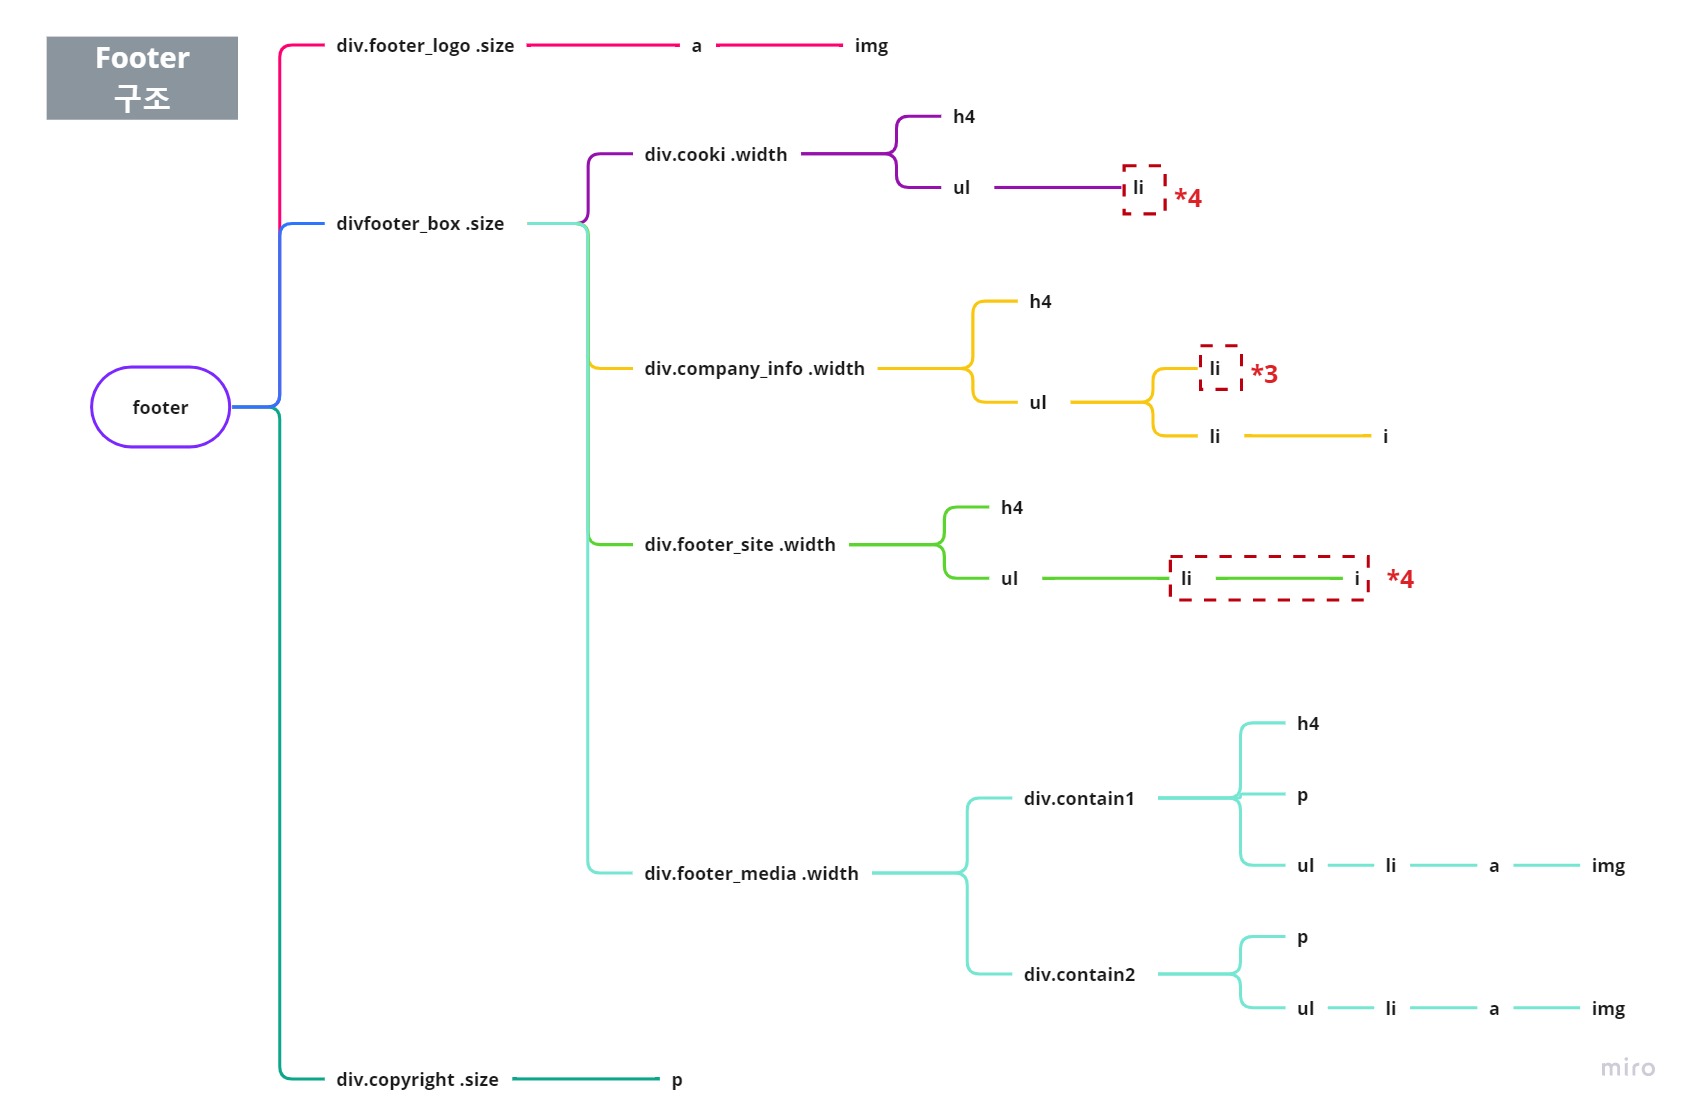 Footer
구조
footer
div.footer_logo .size
a
img
divfooter_box .size
div.cooki .width
h4
ul
li
*4
div.company_info .width
h4
ul
li
*3
li
i
div.footer_site .width
h4
ul
li
i
*4
div.footer_media .width
div.contain1
h4
p
ul
li
a
img
div.contain2
p
ul
li
a
img
div.copyright .size
p
miro